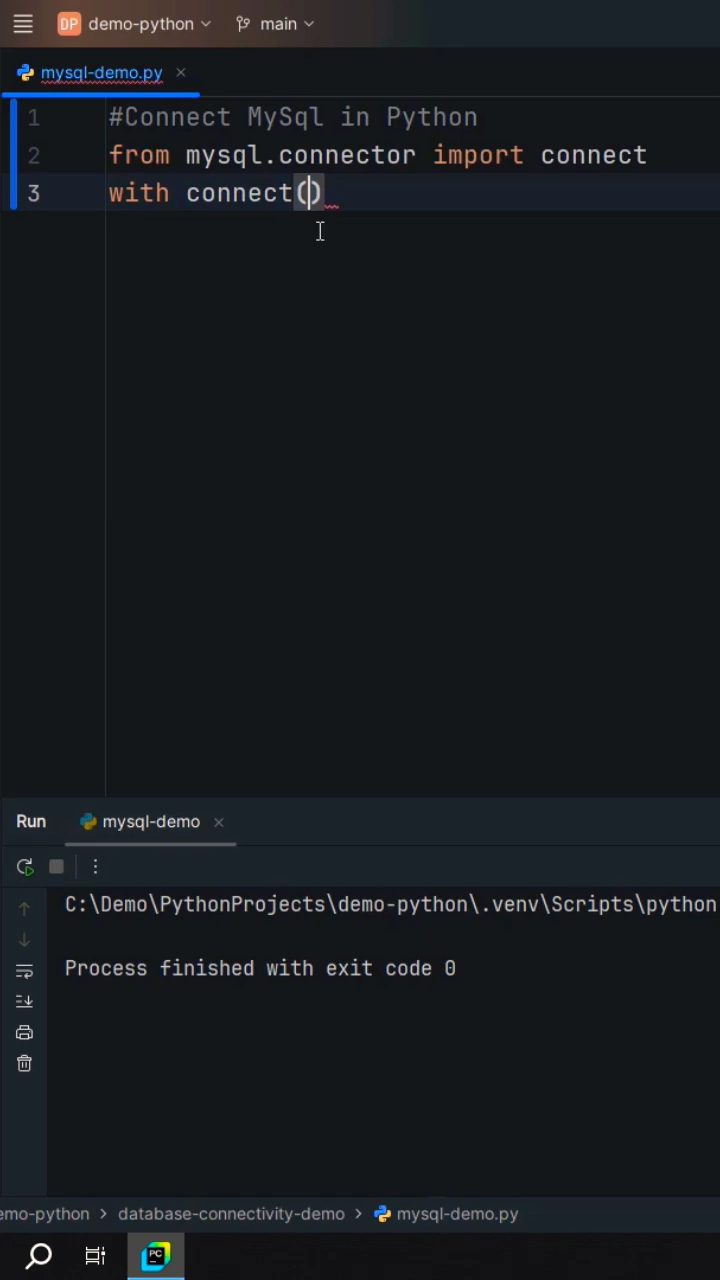 DP demo-python main
mysql-demo.py
1 #Connect MySql in Python
2 from mysql.connector import connect
3 with connect()
Run mysql-demo
C:\Demo\PythonProjects\demo-python\.venv\Scripts\python
Process finished with exit code 0
emo-python > database-connectivity-demo > mysql-demo.py
PC